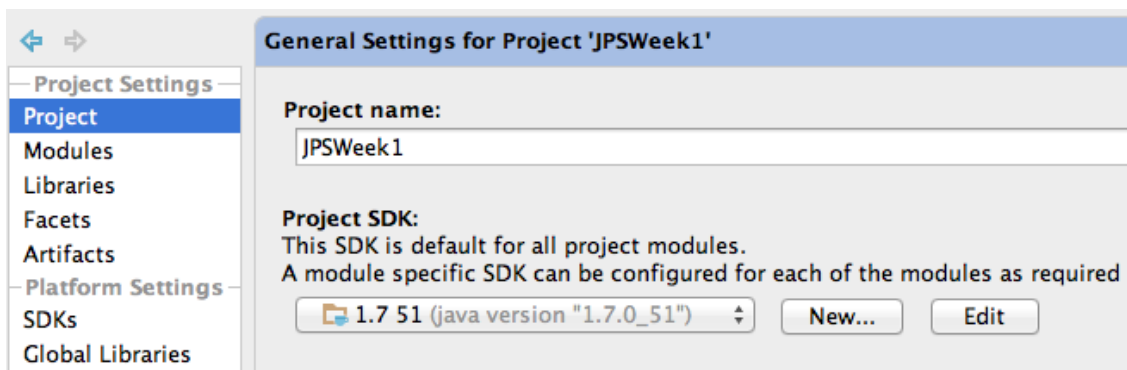 General Settings for Project 'JPSWeek1'
Project Settings
Project
Modules
Libraries
Facets
Artifacts
Platform Settings
SDKs
Global Libraries
Project name:
JPSWeek1
Project SDK:
This SDK is default for all project modules.
A module specific SDK can be configured for each of the modules as required
1.7 51 (java version "1.7.0_51")
New...
Edit